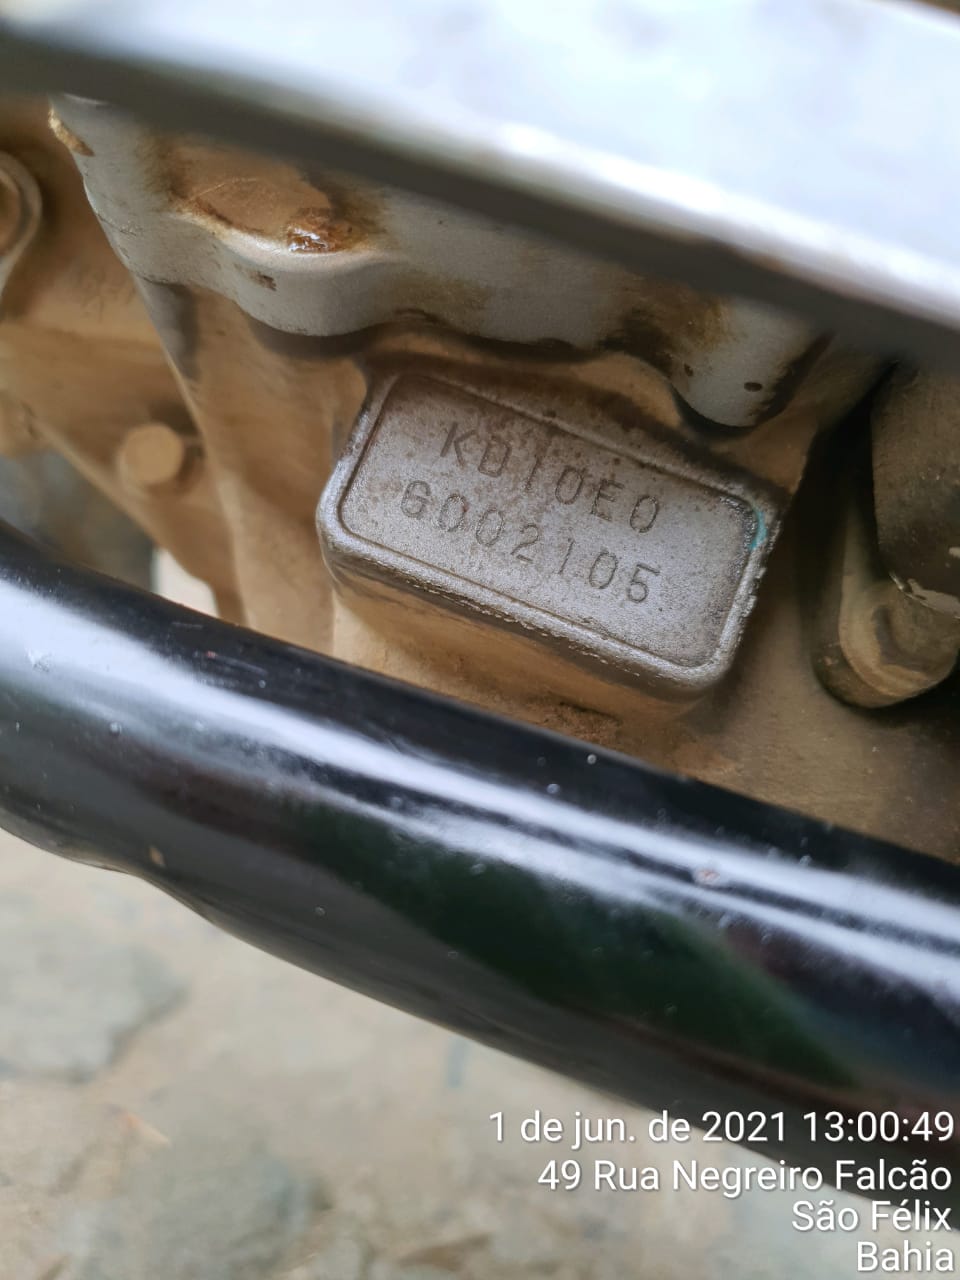 KD10E0
G002105
1 de jun. de 2021 13:00:49
49 Rua Negreiro Falcão
São Félix
Bahia